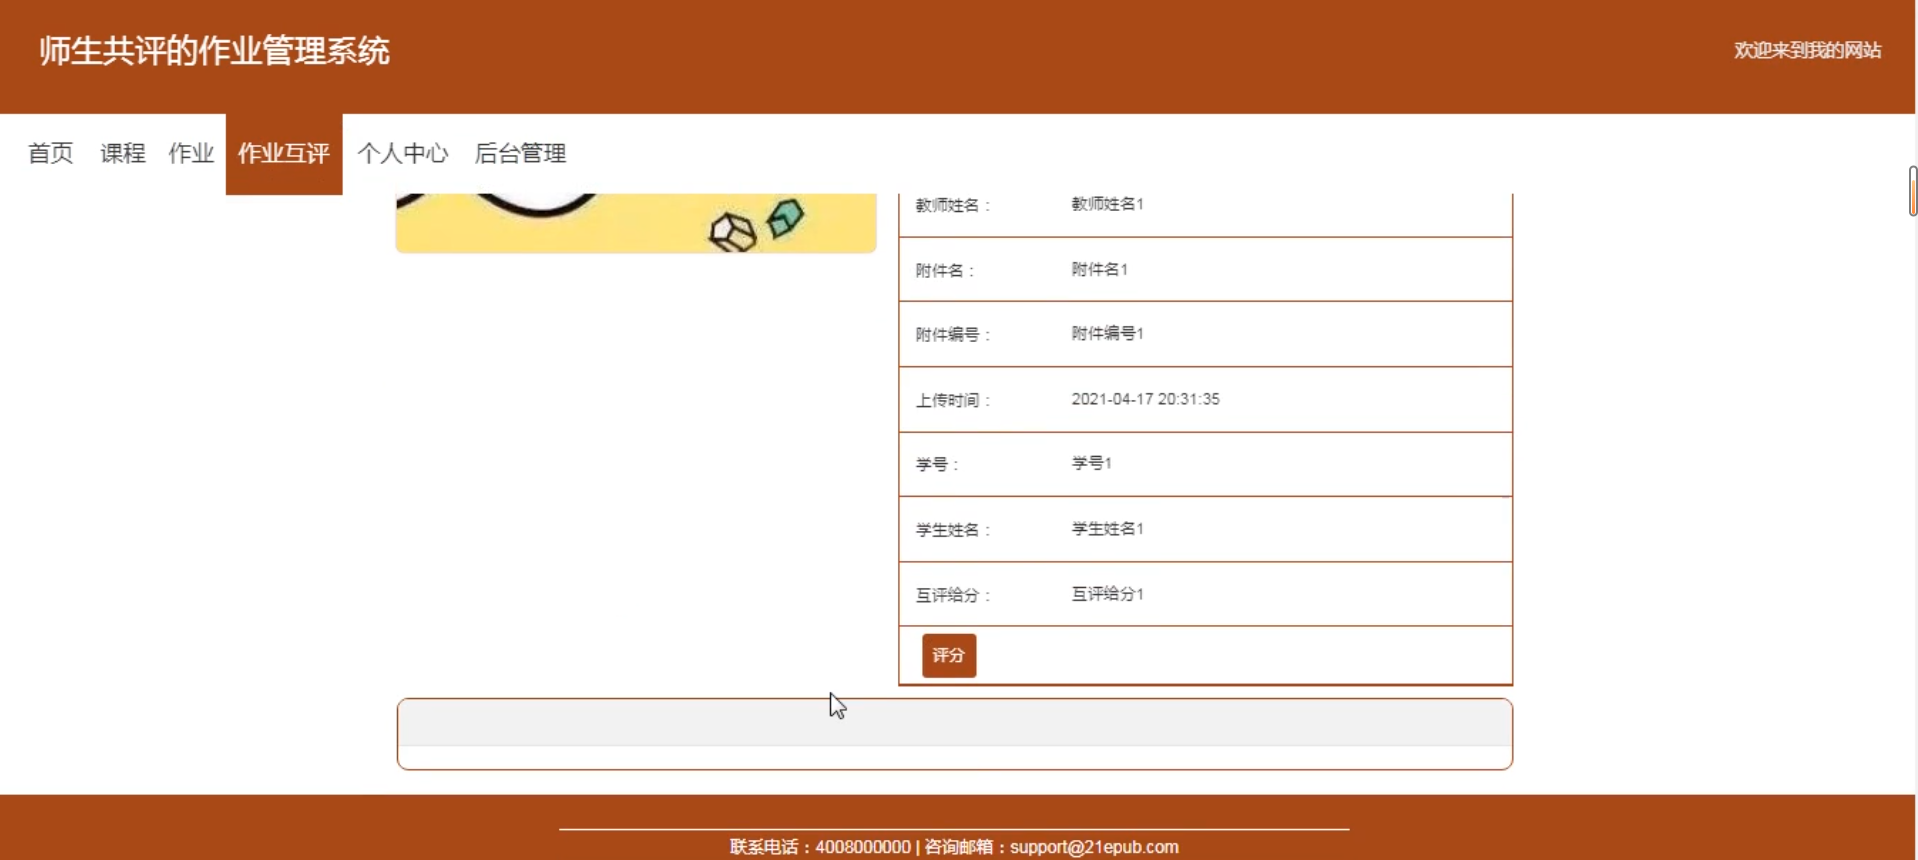 师生共评的作业管理系统
欢迎来到我的网站
首页 课程 作业 作业互评 个人中心 后台管理
教师姓名： 教师姓名1
附件名： 附件名1
附件编号： 附件编号1
上传时间： 2021-04-17 20:31:35
学号： 学号1
学生姓名： 学生姓名1
互评给分： 互评给分1
评分
联系电话：4008000000 | 咨询邮箱：support@21epub.com